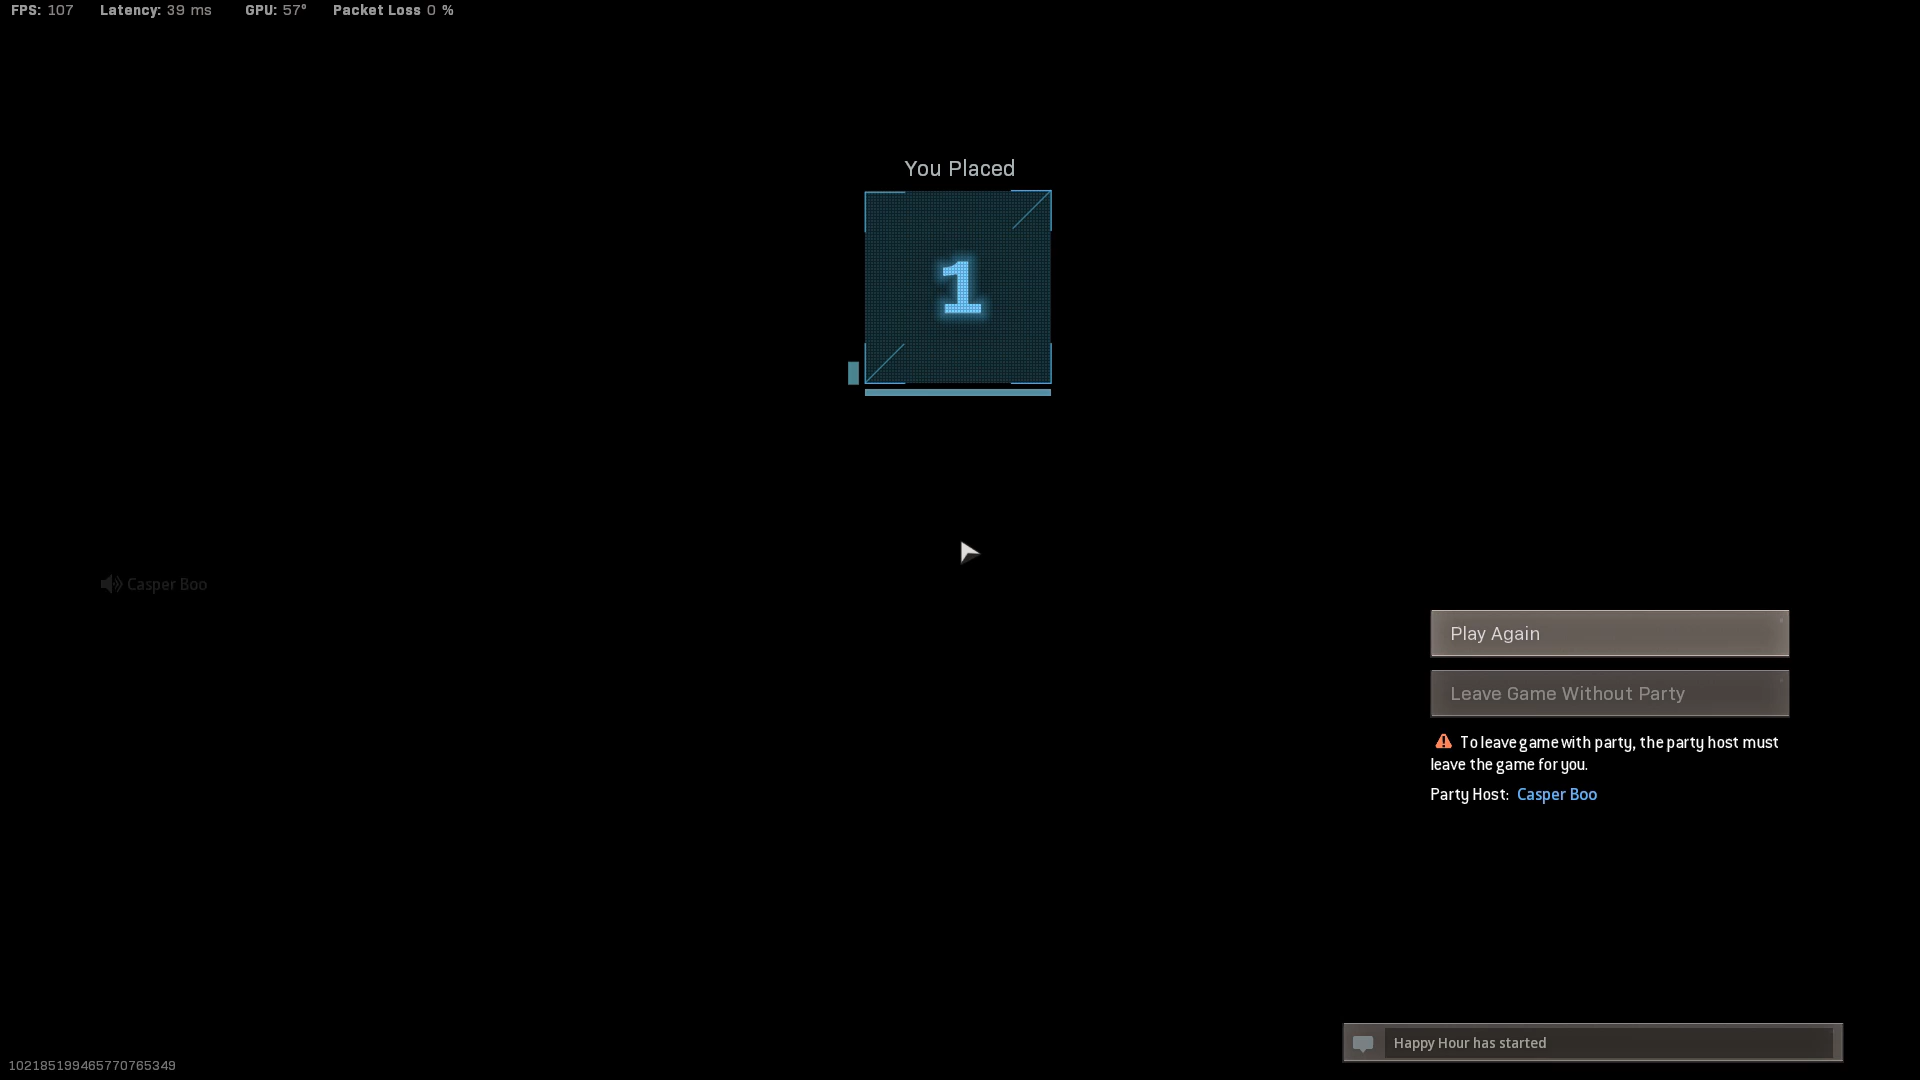 FPS: 107 Latency: 39 ms GPU: 57° Packet Loss 0 %
You Placed
1
Casper Boo
Play Again
Leave Game Without Party
To leave game with party, the party host must
leave the game for you.
Party Host: Casper Boo
Happy Hour has started
102185199465770765349